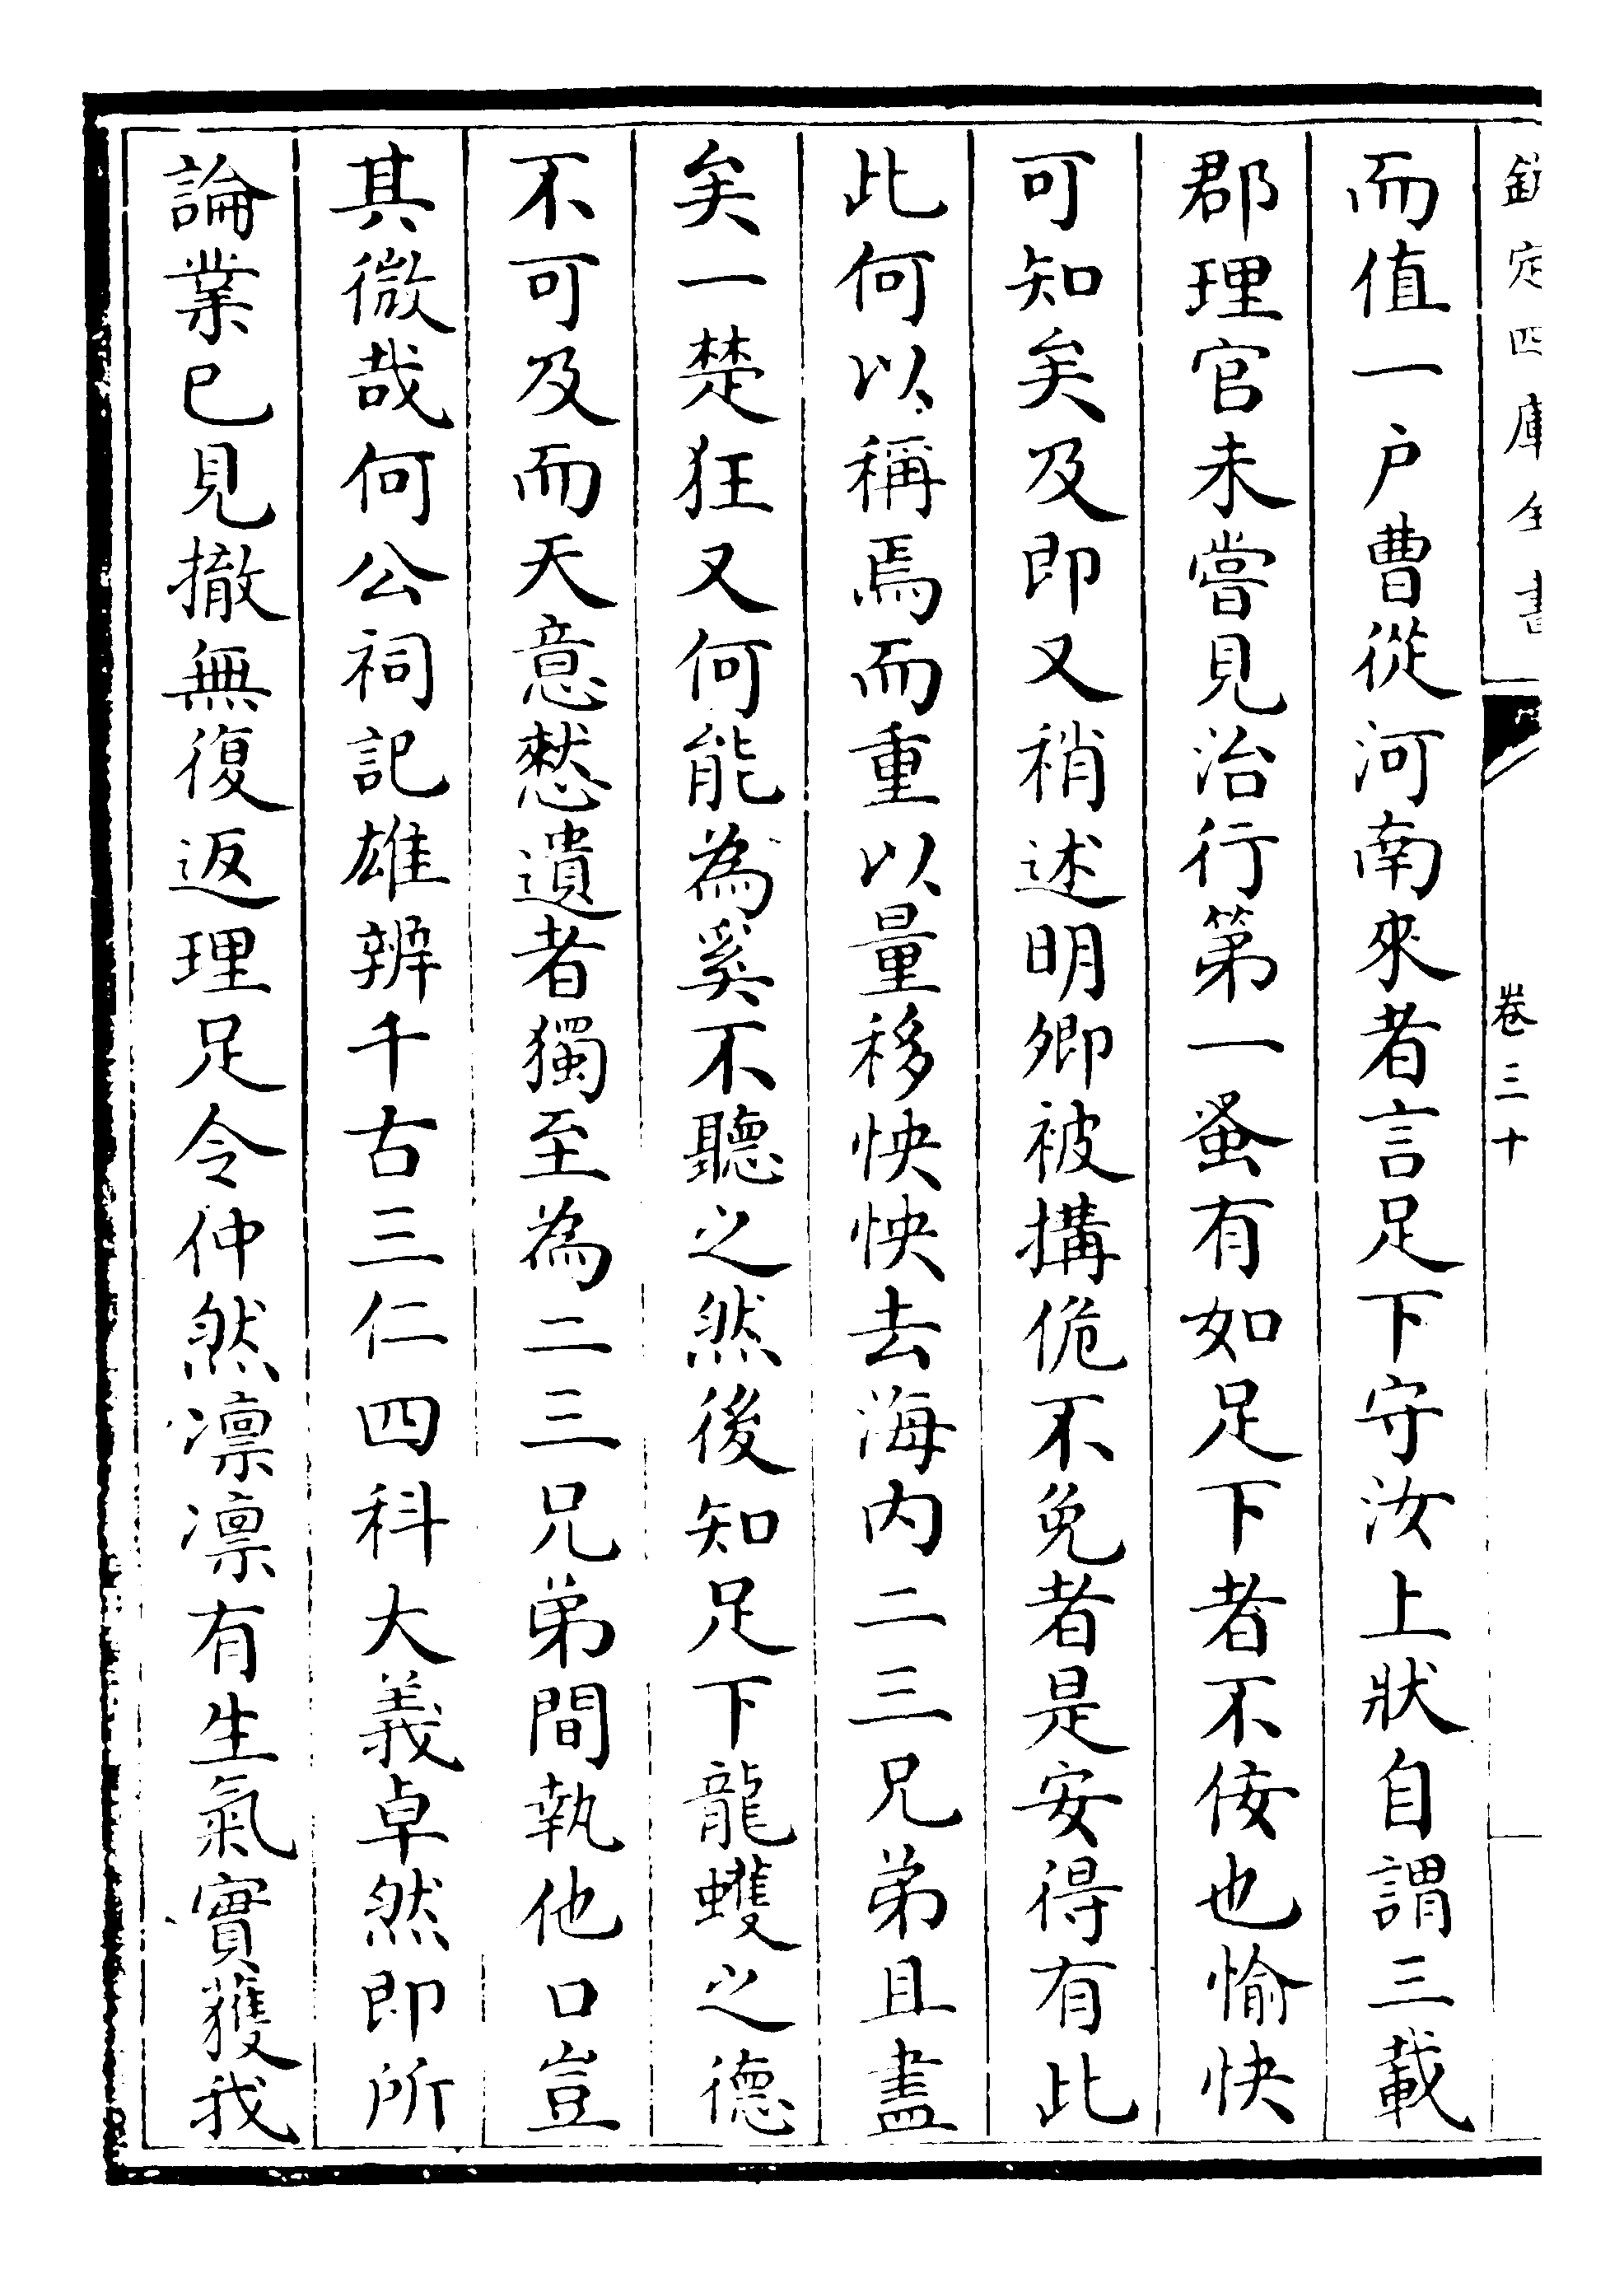 欽定四庫全書
卷三十
而值一户曹從河南來者言足下守汝上狀自謂三載
郡理官未嘗見治行第一蚤有如足下者不佞也愉快
可知矣及即又稍述明卿被搆佹不免者是安得有此
此何以稱焉而重以量移怏怏去海内二三兄弟且盡
矣一楚狂又何能為奚不聽之然後知足下龍蠖之德
不可及而天意憖遺者獨至為二三兄弟間執他口豈
其微哉何公祠記雄辨千古三仁四科大義卓然即所
論業已見撤無復返理足令仲然凛凛有生氣實獲我